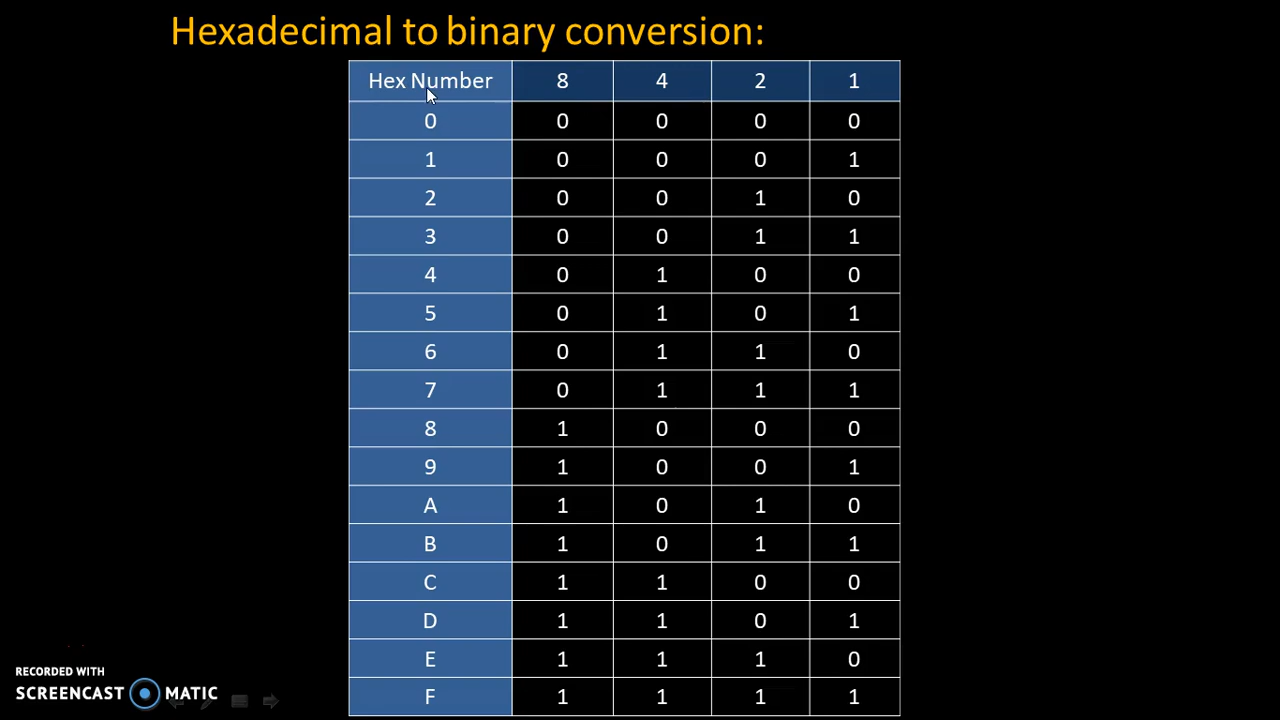 Hexadecimal to binary conversion:
Hex Number 8 4 2 1
0 0 0 0 0
1 0 0 0 1
2 0 0 1 0
3 0 0 1 1
4 0 1 0 0
5 0 1 0 1
6 0 1 1 0
7 0 1 1 1
8 1 0 0 0
9 1 0 0 1
A 1 0 1 0
B 1 0 1 1
C 1 1 0 0
D 1 1 0 1
E 1 1 1 0
F 1 1 1 1
RECORDED WITH
SCREENCAST MATIC